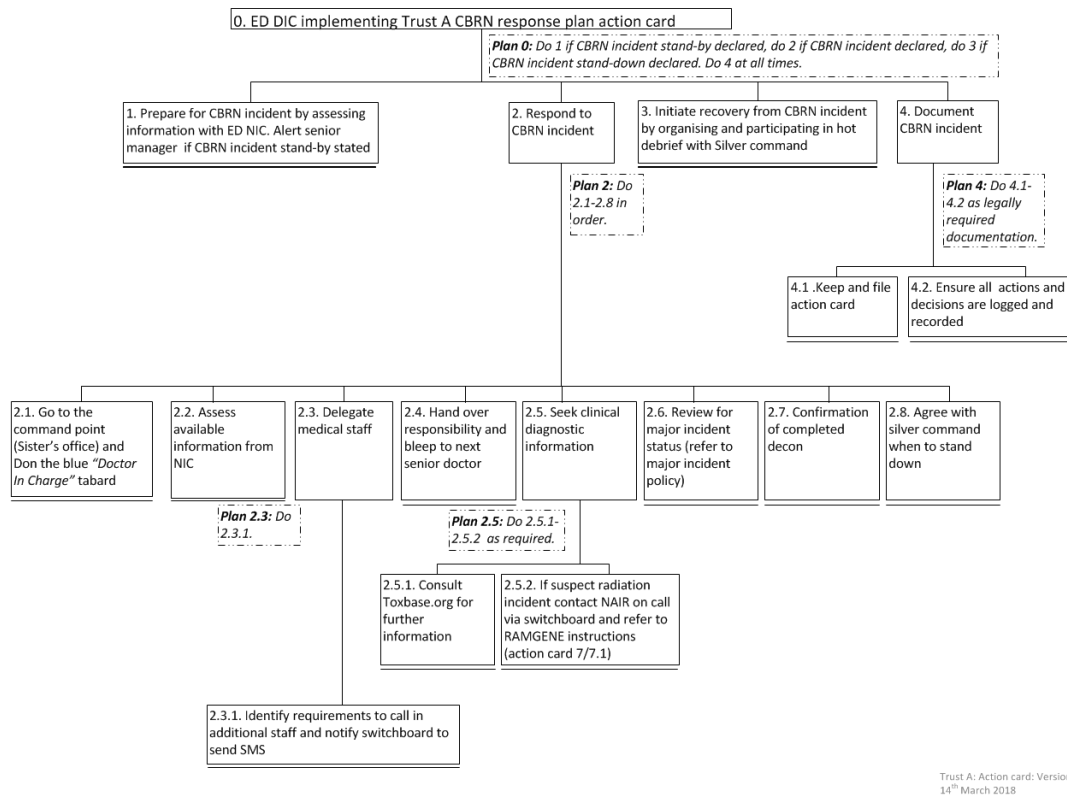 0. ED DIC implementing Trust A CBRN response plan action card
Plan 0: Do 1 if CBRN incident stand-by declared, do 2 if CBRN incident declared, do 3 if
CBRN incident stand-down declared. Do 4 at all times.
1. Prepare for CBRN incident by assessing
information with ED NIC. Alert senior
manager if CBRN incident stand-by stated
2. Respond to
CBRN incident
3. Initiate recovery from CBRN incident
by organising and participating in hot
debrief with Silver command
4. Document
CBRN incident
Plan 2: Do
2.1-2.8 in
order.
Plan 4: Do 4.1-
4.2 as legally
required
documentation.
4.1 .Keep and file
action card
4.2. Ensure all actions and
decisions are logged and
recorded
2.1. Go to the
command point
(Sister's office) and
Don the blue "Doctor
In Charge" tabard
2.2. Assess
available
information from
NIC
2.3. Delegate
medical staff
2.4. Hand over
responsibility and
bleep to next
senior doctor
2.5. Seek clinical
diagnostic
information
2.6. Review for
major incident
status (refer to
major incident
policy)
2.7. Confirmation
of completed
decon
2.8. Agree with
silver command
when to stand
down
Plan 2.3: Do
2.3.1.
Plan 2.5: Do 2.5.1-
2.5.2 as required.
2.5.1. Consult
Toxbase.org for
further
information
2.5.2. If suspect radiation
incident contact NAIR on call
via switchboard and refer to
RAMGENE instructions
(action card 7/7.1)
2.3.1. Identify requirements to call in
additional staff and notify switchboard to
send SMS
Trust A: Action card: Versio
14th March 2018